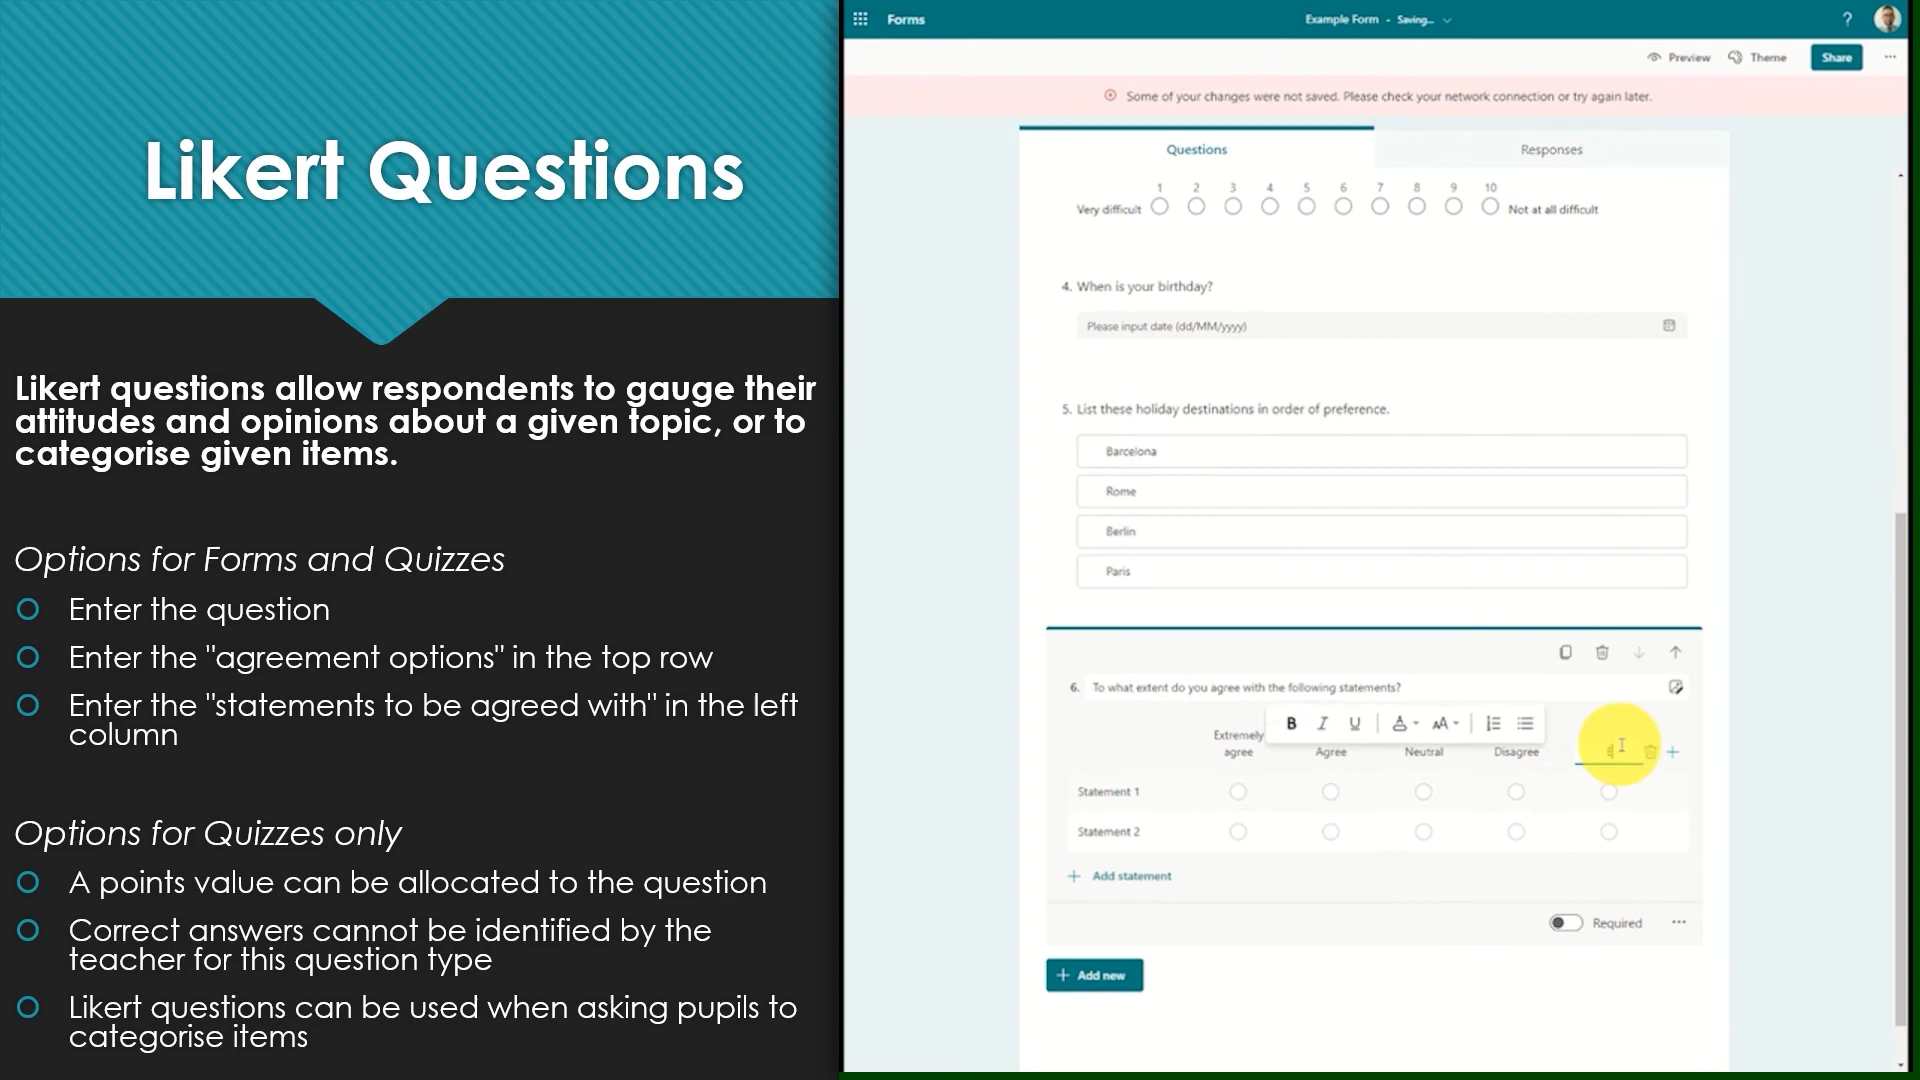 Likert Questions
Likert questions allow respondents to gauge their
attitudes and opinions about a given topic, or to
categorise given items.
Options for Forms and Quizzes
Enter the question
Enter the "agreement options" in the top row
Enter the "statements to be agreed with" in the left
column
Options for Quizzes only
A points value can be allocated to the question
Correct answers cannot be identified by the
teacher for this question type
Likert questions can be used when asking pupils to
categorise items
Forms
Example Form - Saving...
?
Preview
Theme
Share
Some of your changes were not saved. Please check your network connection or try again later.
Questions
Responses
1 2 3 4 5 6 7 8 9 10
Very difficult
Not at all difficult
4. When is your birthday?
Please input date (dd/MM/yyyy)
5. List these holiday destinations in order of preference.
Barcelona
Rome
Berlin
Paris
6. To what extent do you agree with the following statements?
B I U A AA
Extremely
agree
Agree
Neutral
Disagree
Statement 1
Statement 2
+ Add statement
Required
+ Add new